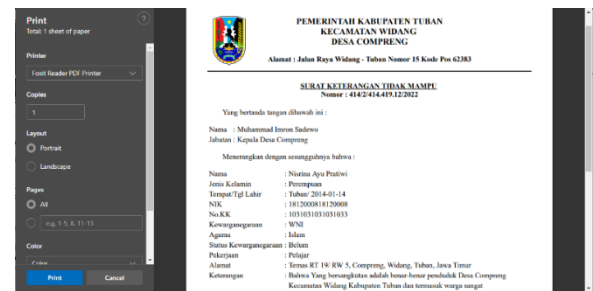 Print
Total: 1 sheet of paper
?
Printer
Foxit Reader PDF Printer
Copies
1
Layout
Portrait
Landscape
Pages
All
e.g. 1-5, 8, 11-13
Color
Color
Print Cancel
PEMERINTAH KABUPATEN TUBAN
KECAMATAN WIDANG
DESA COMPRENG
Alamat : Jalan Raya Widang - Tuban Nomor 15 Kode Pos 62383
SURAT KETERANGAN TIDAK MAMPU
Nomor : 414/2/414.419.12/2022
Yang bertanda tangan dibawah ini :
Nama : Muhammad Imron Sadewo
Jabatan : Kepala Desa Compreng
Menerangkan dengan sesungguhnya bahwa :
Nama : Nisrina Ayu Pratiwi
Jenis Kelamin : Perempuan
Tempat/Tgl Lahir : Tuban/ 2014-01-14
NIK : 1812000818120008
No.KK : 1031031031031033
Kewarganegaraan : WNI
Agama : Islam
Status Kewarganegaraan : Belum
Pekerjaan : Pelajar
Alamat : Temas RT 19/ RW 5, Compreng, Widang, Tuban, Jawa Timur
Keterangan : Bahwa Yang bersangkutan adalah benar-benar penduduk Desa Compreng
Kecamatan Widang Kabupaten Tuban dan termasuk warga sangat